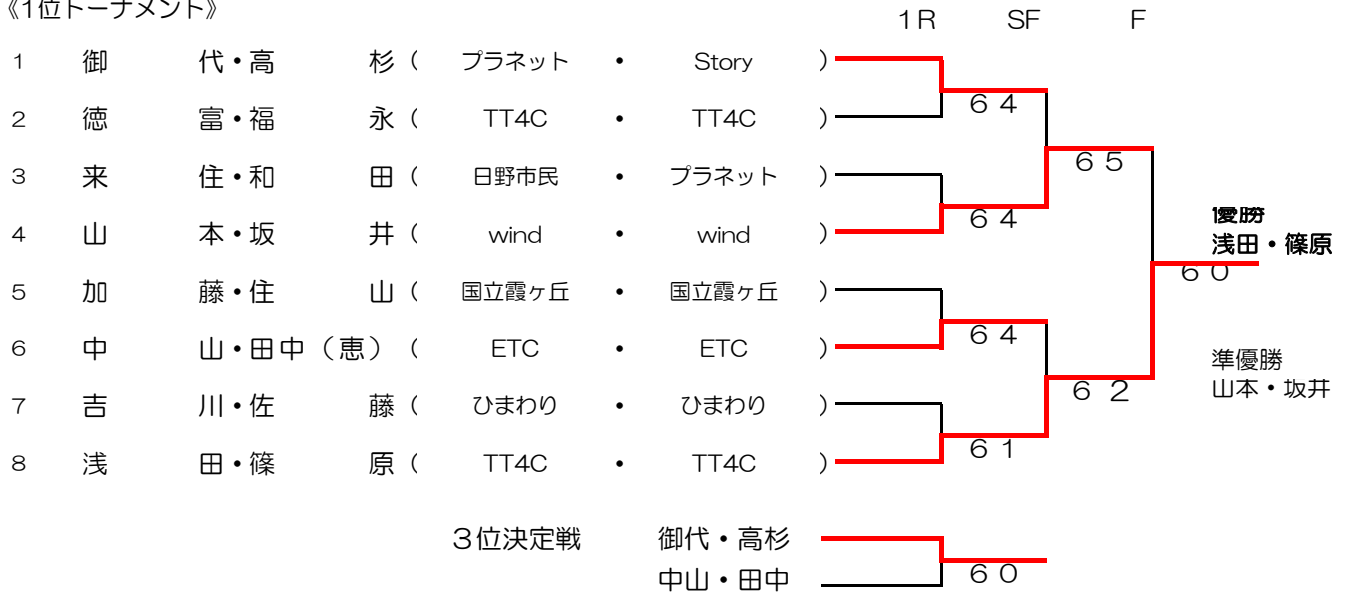 《1位トーナメント》
1R SF F
1 御 代・高 杉 ( プラネット ・ Story )
64
2 徳 富・福 永 ( TT4C ・ TT4C )
65
3 来 住・和 田 ( 日野市民 ・ プラネット )
64
4 山 本・坂 井 ( wind ・ wind )
優勝
浅田・篠原
60
5 加 藤・住 山 ( 国立霞ヶ丘 ・ 国立霞ヶ丘 )
64
6 中 山・田中（恵） ( ETC ・ ETC )
準優勝
山本・坂井
62
7 吉 川・佐 藤 ( ひまわり ・ ひまわり )
61
8 浅 田・篠 原 ( TT4C ・ TT4C )
3位決定戦 御代・高杉
60
中山・田中